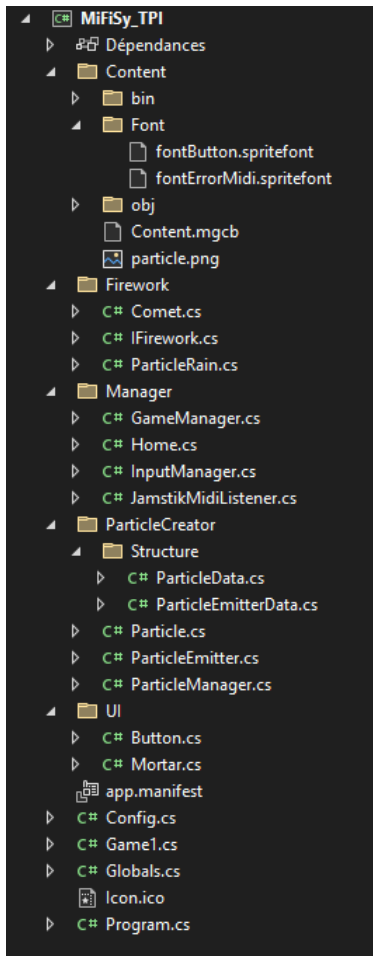 C# MiFiSy_TPI
Dépendances
Content
bin
Font
fontButton.spritefont
fontErrorMidi.spritefont
obj
Content.mgcb
particle.png
Firework
C# Comet.cs
C# IFirework.cs
C# ParticleRain.cs
Manager
C# GameManager.cs
C# Home.cs
C# InputManager.cs
C# JamstikMidiListener.cs
ParticleCreator
Structure
C# ParticleData.cs
C# ParticleEmitterData.cs
C# Particle.cs
C# ParticleEmitter.cs
C# ParticleManager.cs
UI
C# Button.cs
C# Mortar.cs
app.manifest
C# Config.cs
C# Game1.cs
C# Globals.cs
Icon.ico
C# Program.cs